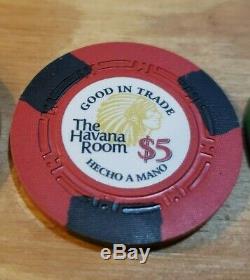 GOOD IN TRADE
The
Havana
Room
$5
HECHO A MANO